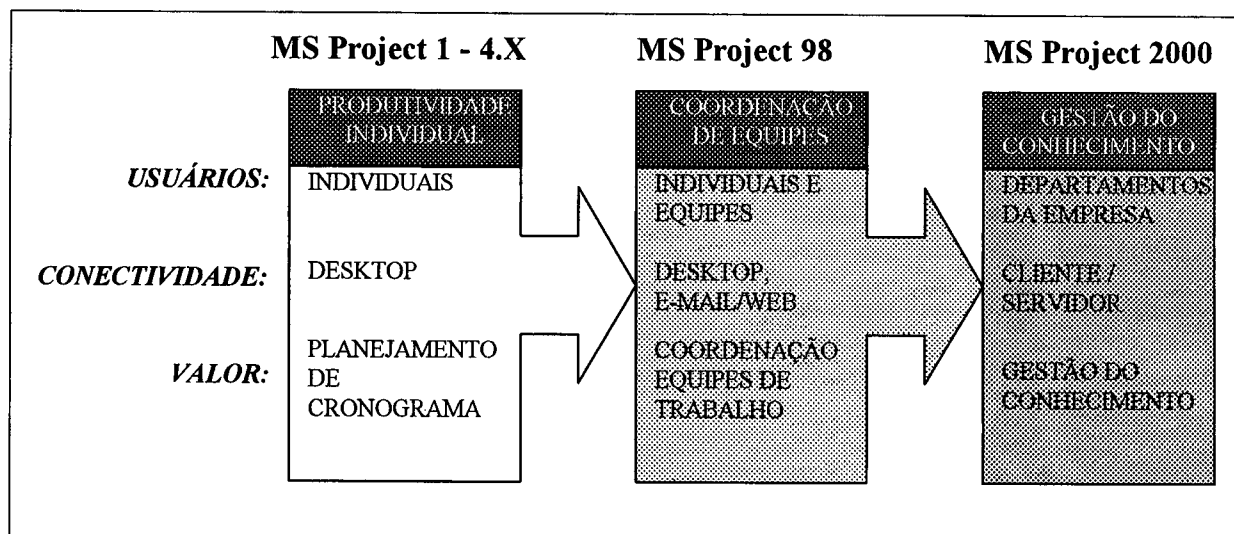 MS Project 1 - 4.X
MS Project 98
MS Project 2000
PRODUTIVIDADE
INDIVIDUAL
COORDENAÇÃO
DE EQUIPES
GESTÃO DO
CONHECIMENTO
USUÁRIOS:
INDIVIDUAIS
INDIVIDUAIS E
EQUIPES
DEPARTAMENTOS
DA EMPRESA
CONECTIVIDADE:
DESKTOP
DESKTOP,
E-MAIL/WEB
CLIENTE /
SERVIDOR
VALOR:
PLANEJAMENTO
DE
CRONOGRAMA
COORDENAÇÃO
EQUIPES DE
TRABALHO
GESTÃO DO
CONHECIMENTO